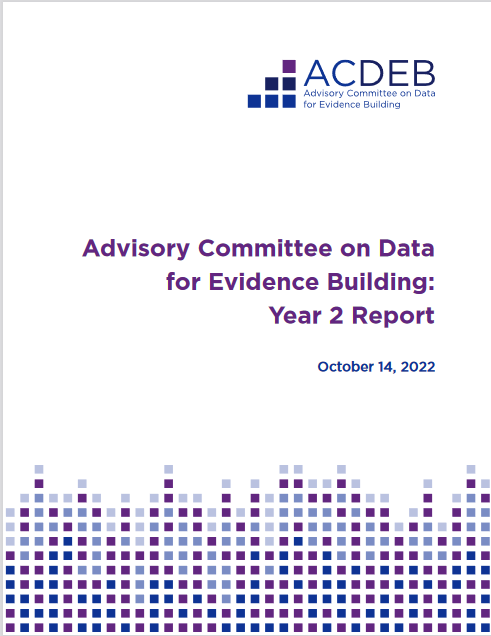 ACDEB
Advisory Committee on Data
for Evidence Building
Advisory Committee on Data
for Evidence Building:
Year 2 Report
October 14, 2022